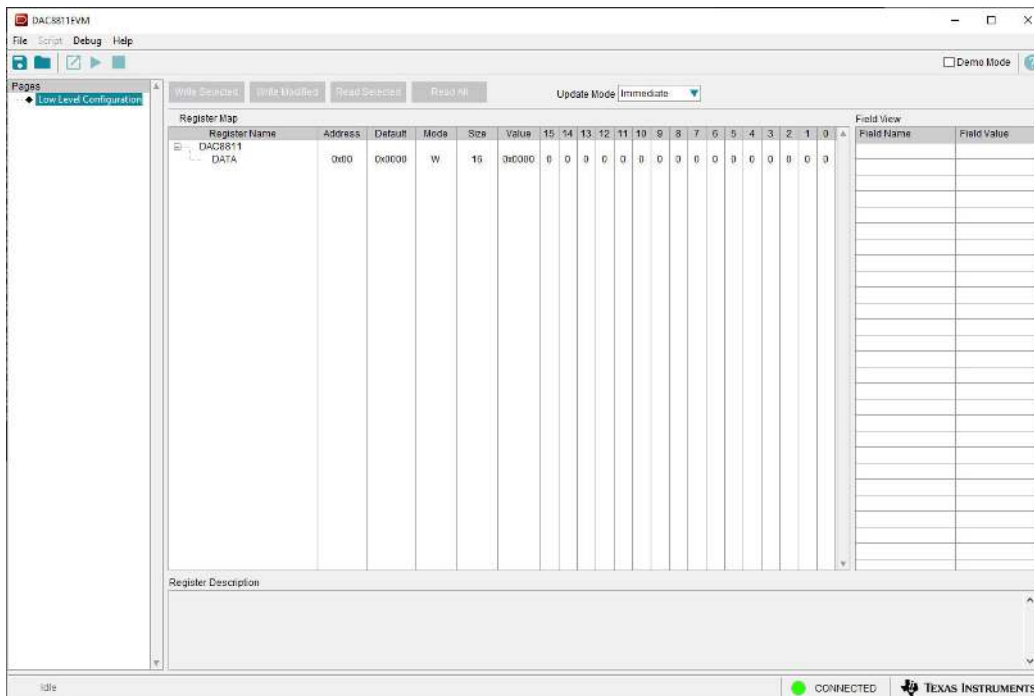 DAC8811EVM
File Script Debug Help
Demo Mode
Pages
Low Level Configuration
Write Selected Write Modified Read Selected Read All Update Mode Immediate
Register Map
Field View
Register Name Address Default Mode Size Value 15 14 13 12 11 10 9 8 7 6 5 4 3 2 1 0
Field Name Field Value
DAC8811
DATA 0x00 0x0000 W 16 0x0000 0 0 0 0 0 0 0 0 0 0 0 0 0 0 0 0
Register Description
Idle
CONNECTED
TEXAS INSTRUMENTS